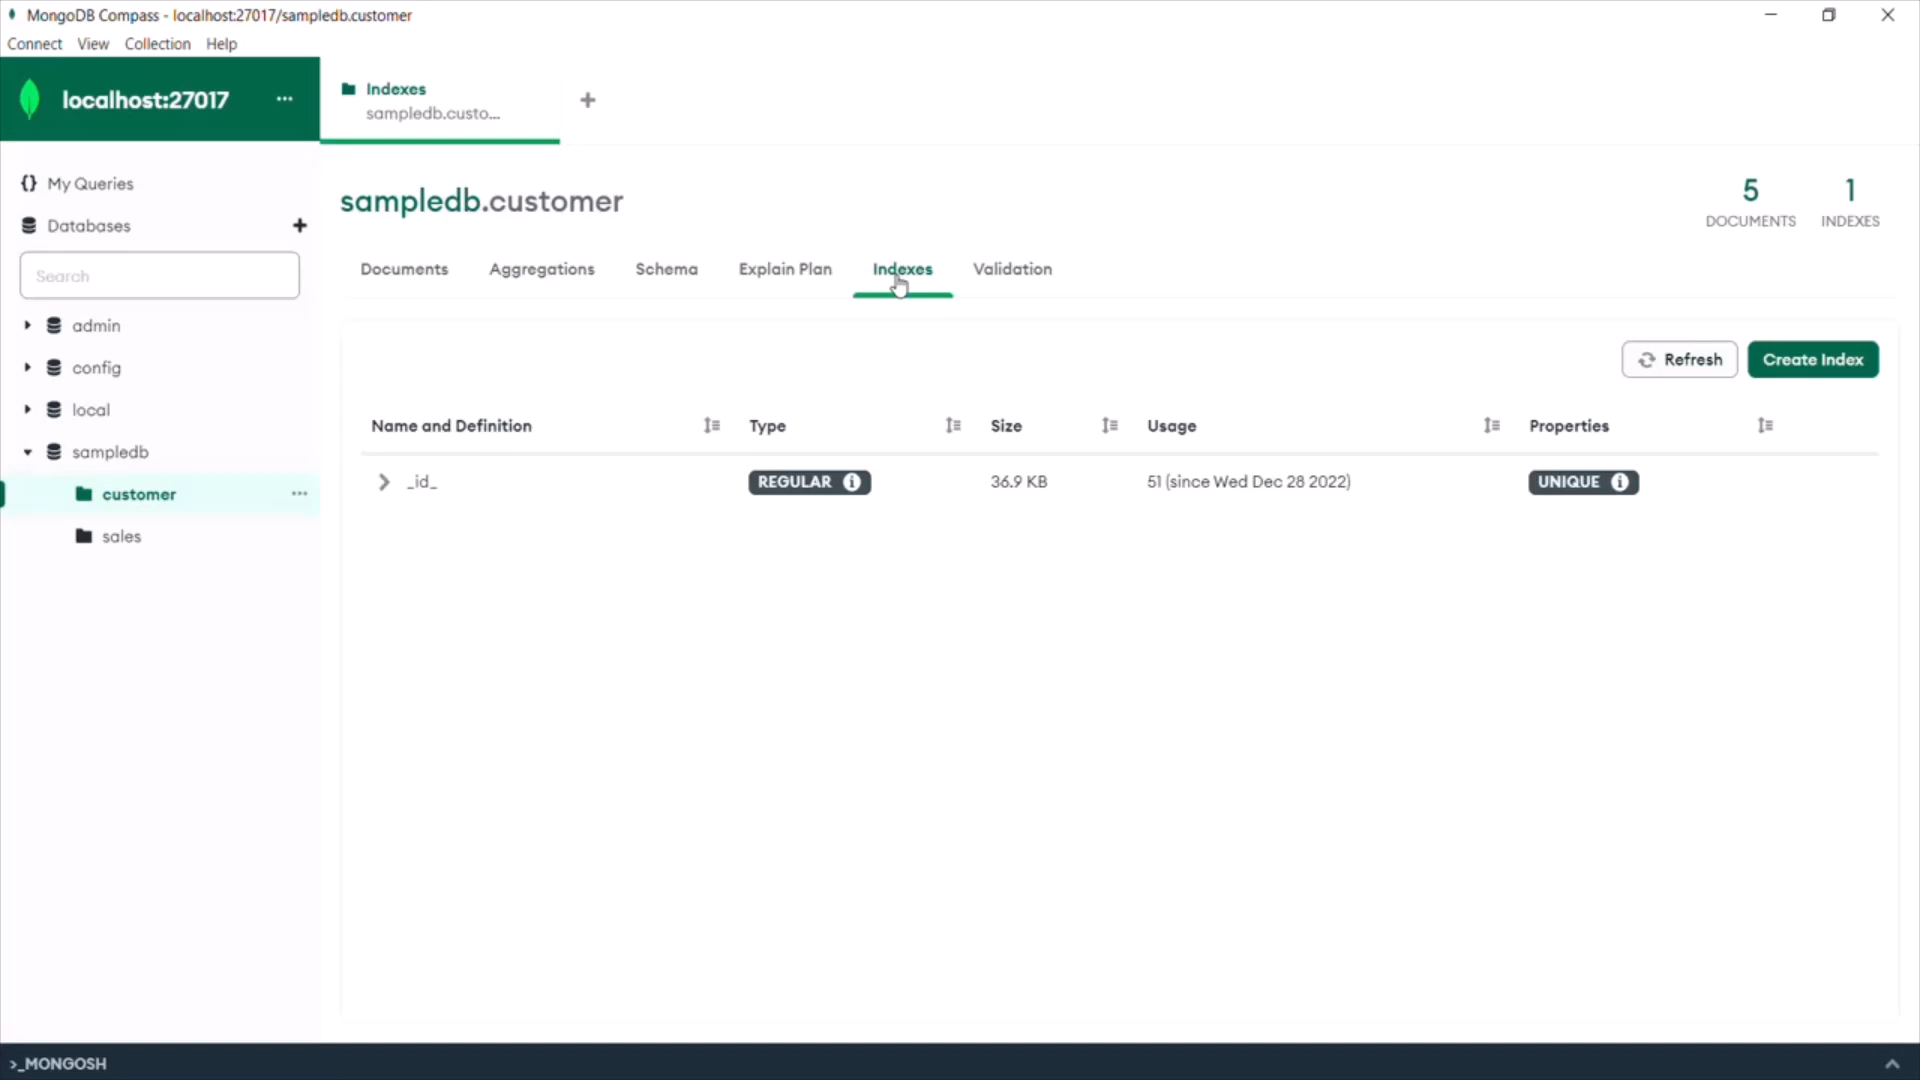 MongoDB Compass - localhost:27017/sampledb.customer
Connect View Collection Help
localhost:27017 ...
Indexes
sampledb.custo...
{} My Queries
Databases
Search
admin
config
local
sampledb
customer ...
sales
sampledb.customer
5
DOCUMENTS
1
INDEXES
Documents Aggregations Schema Explain Plan Indexes Validation
Refresh Create Index
Name and Definition Type Size Usage Properties
_id_ REGULAR 36.9 KB 51 (since Wed Dec 28 2022) UNIQUE
>_MONGOSH